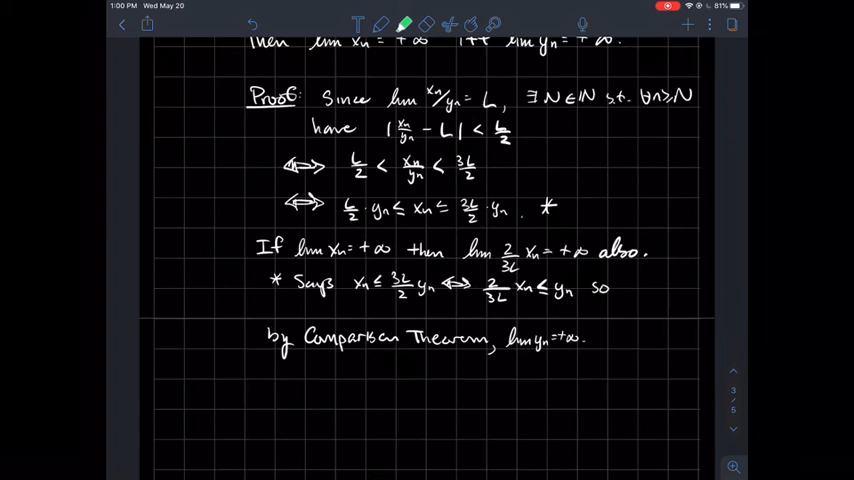 1:00 PM Wed May 20
81%
Then lim xn = +∞ iff lim yn = +∞.
Proof: Since lim xn/yn = L, ∃ N ∈ ℕ s.t. ∀n ≥ N
have | xn/yn - L | < L/2
⟺ L/2 < xn/yn < 3L/2
⟺ L/2 · yn ≤ xn ≤ 3L/2 · yn . *
If lim xn = +∞ then lim 2/3L xn = +∞ also.
* Says xn ≤ 3L/2 yn ⟺ 2/3L xn ≤ yn so
by Comparison Theorem, lim yn = +∞.
3
/
5